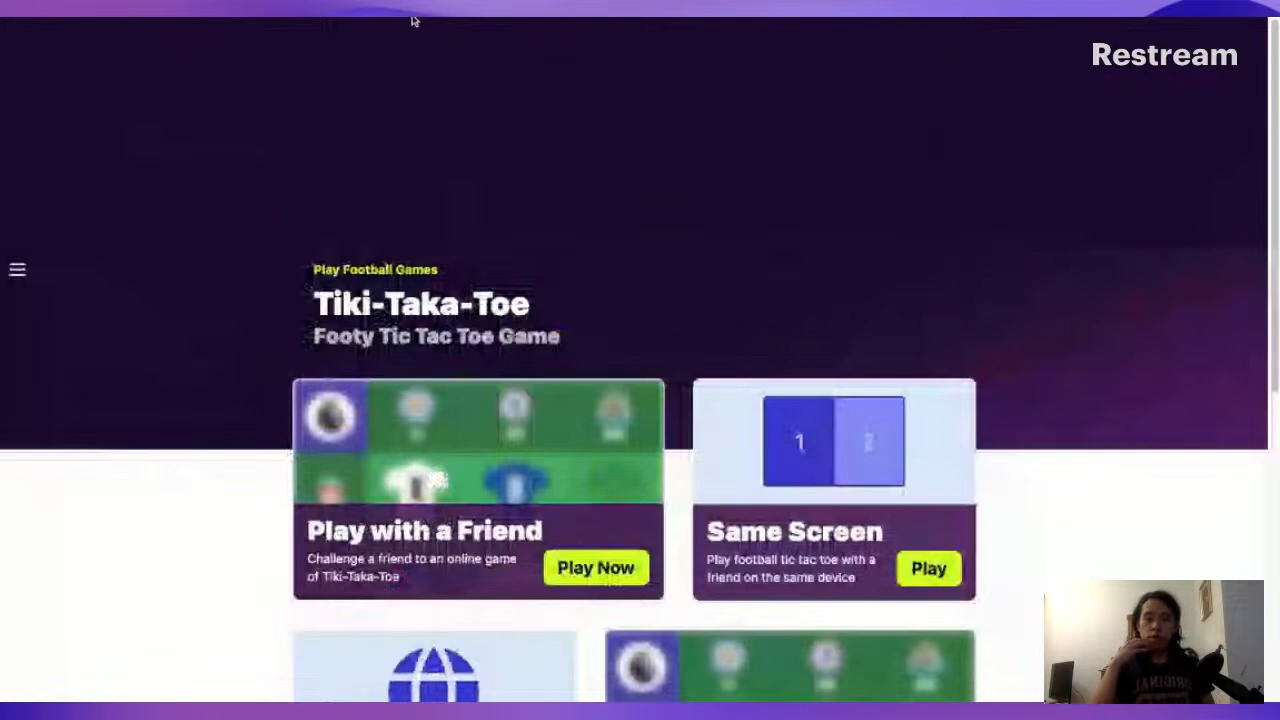 Restream
Play Football Games
Tiki-Taka-Toe
Footy Tic Tac Toe Game
1
2
Play with a Friend
Challenge a friend to an online game
of Tiki-Taka-Toe
Play Now
Same Screen
Play football tic tac toe with a
friend on the same device
Play